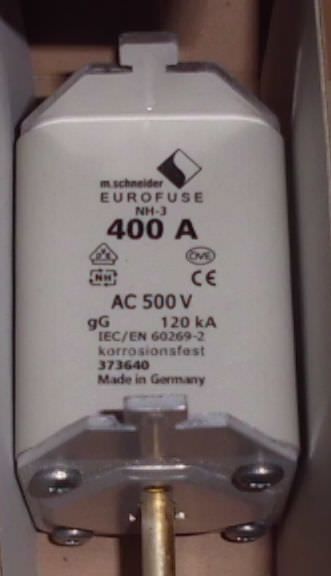 m.schneider
EUROFUSE
NH-3
400 A
ÖVE
NH CE
AC 500 V
gG 120 kA
IEC/EN 60269-2
korrosionsfest
373640
Made in Germany